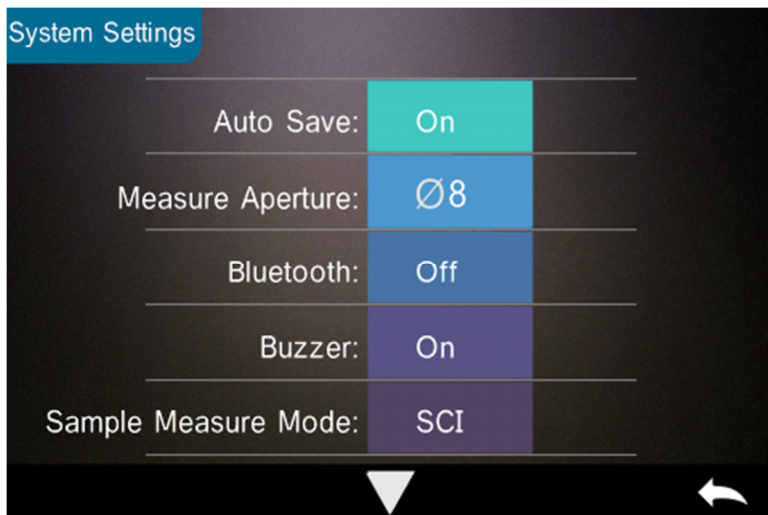 System Settings
Auto Save: On
Measure Aperture: Ø8
Bluetooth: Off
Buzzer: On
Sample Measure Mode: SCI